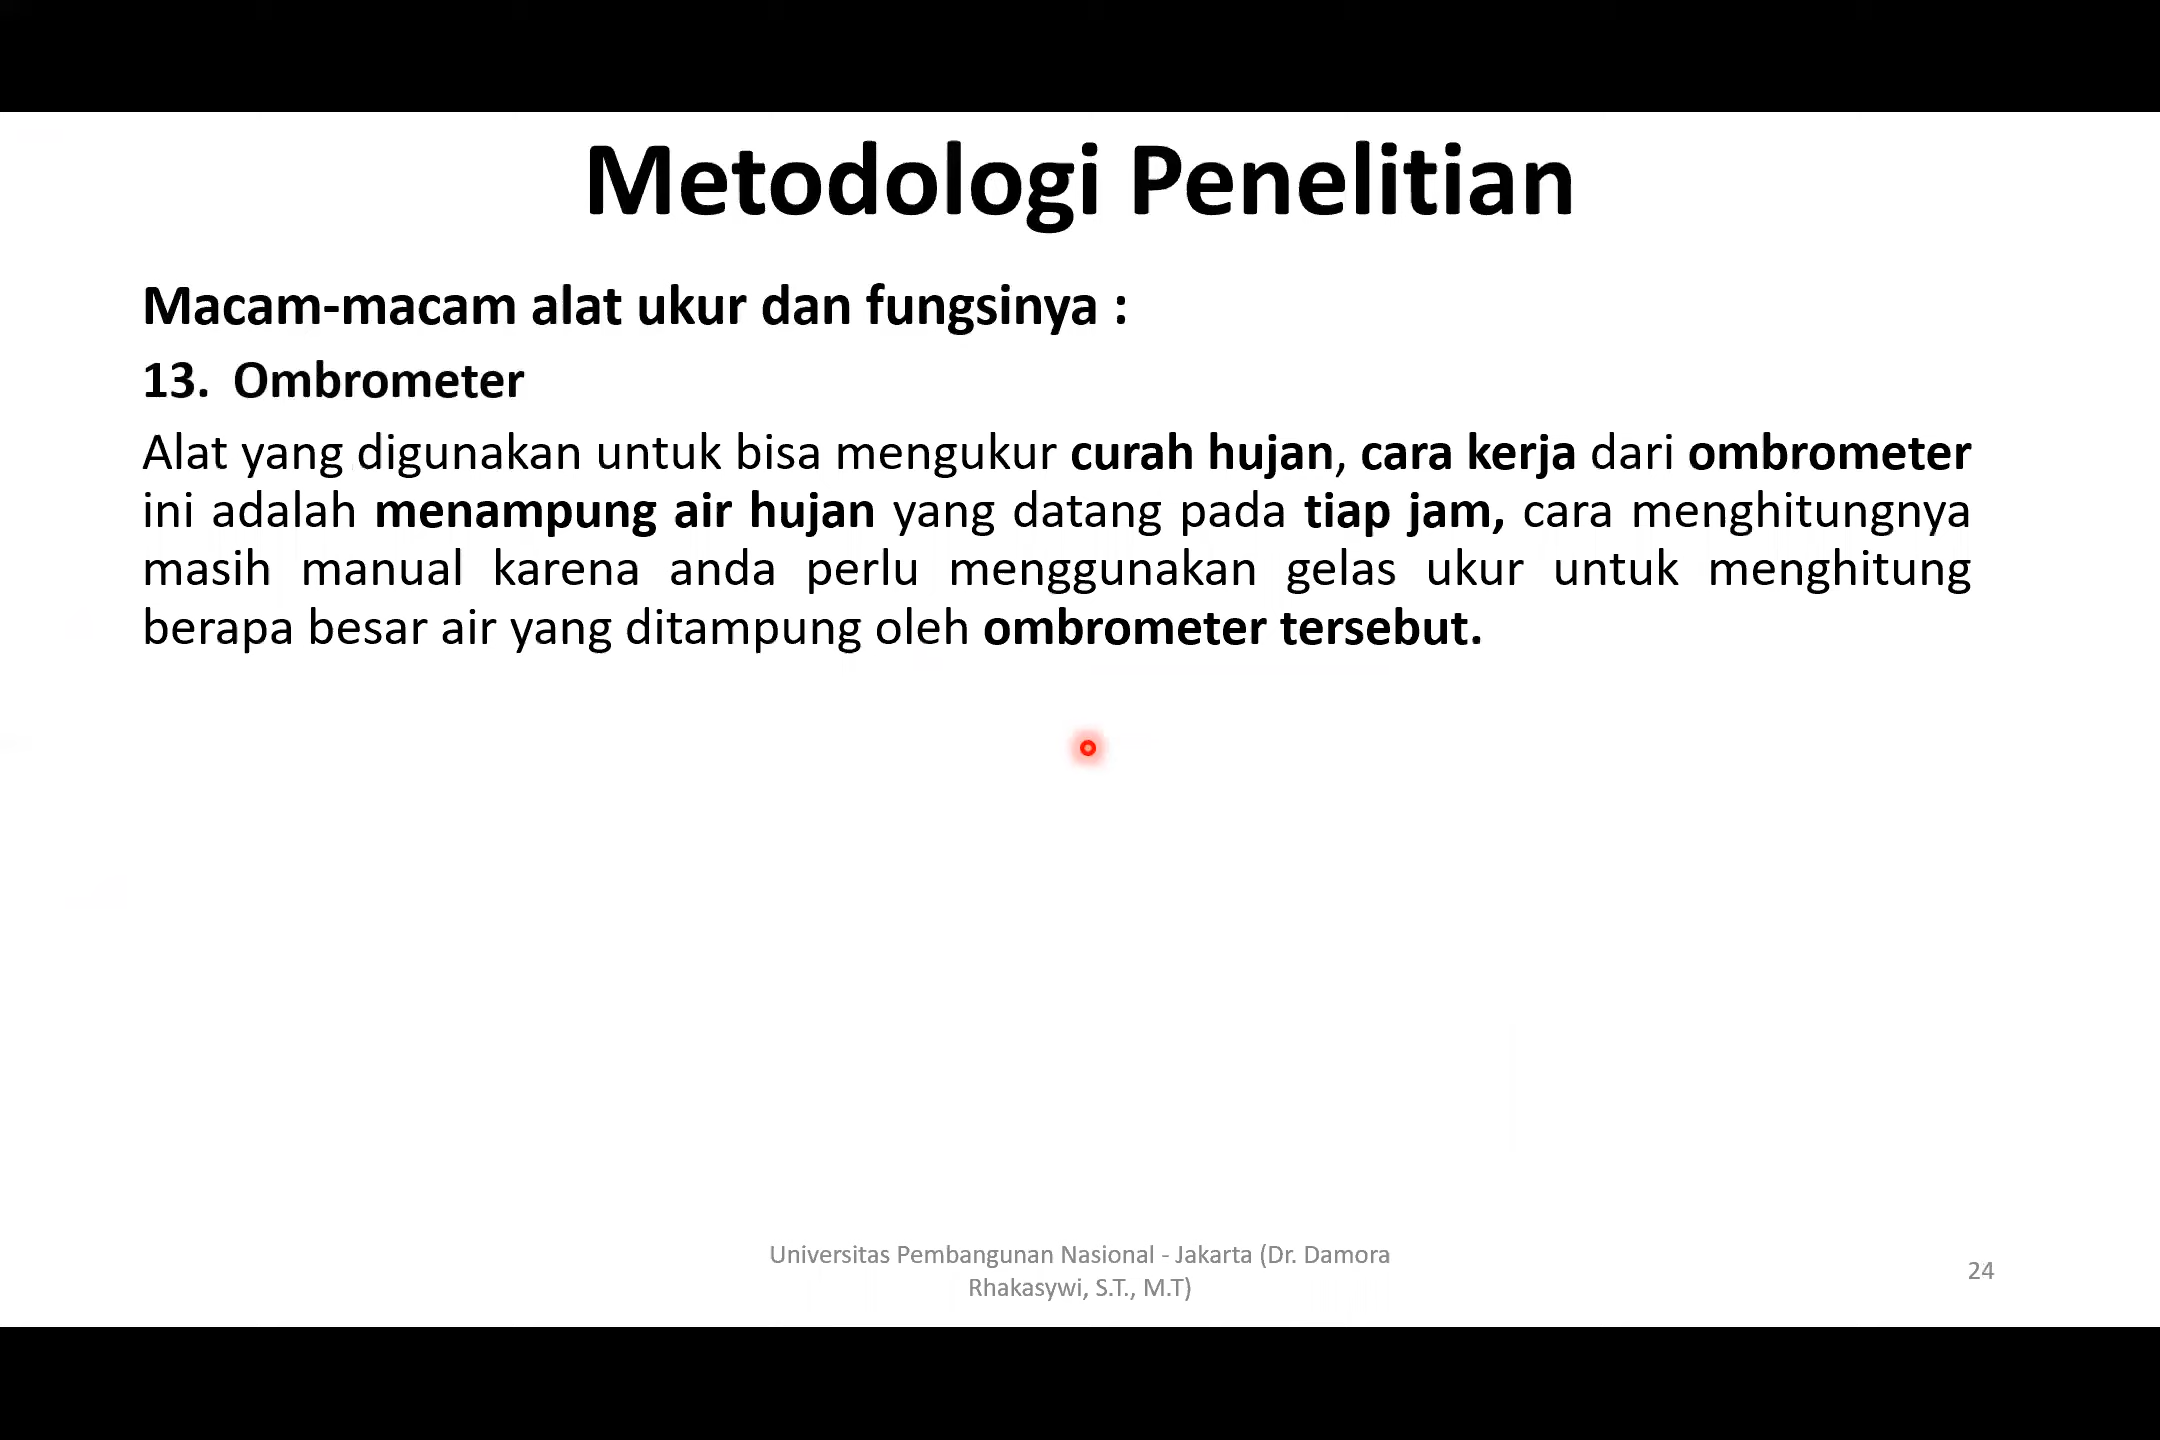 Metodologi Penelitian
Macam-macam alat ukur dan fungsinya :
13. Ombrometer
Alat yang digunakan untuk bisa mengukur curah hujan, cara kerja dari ombrometer
ini adalah menampung air hujan yang datang pada tiap jam, cara menghitungnya
masih manual karena anda perlu menggunakan gelas ukur untuk menghitung
berapa besar air yang ditampung oleh ombrometer tersebut.
Universitas Pembangunan Nasional - Jakarta (Dr. Damora
Rhakasywi, S.T., M.T)
24